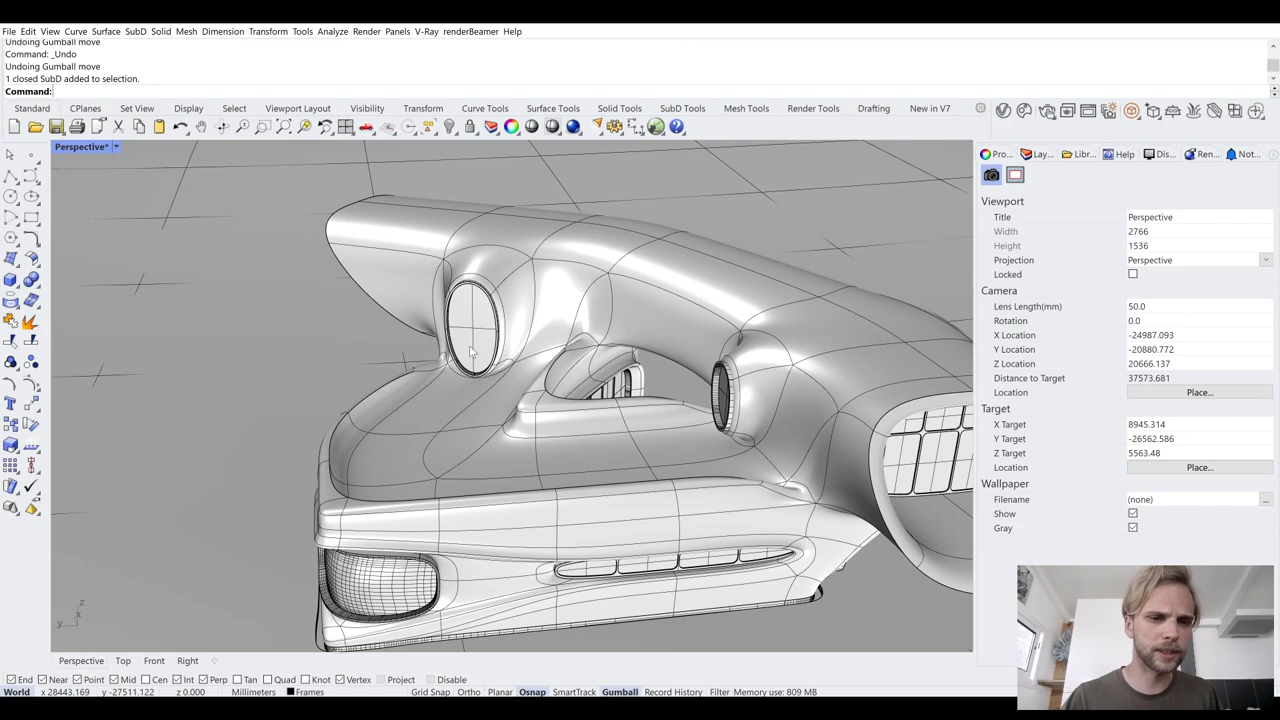 File Edit View Curve Surface SubD Solid Mesh Dimension Transform Tools Analyze Render Panels V-Ray renderBeamer Help
Undoing Gumball move
Command: _Undo
Undoing Gumball move
1 closed SubD added to selection.
Command:
Standard CPlanes Set View Display Select Viewport Layout Visibility Transform Curve Tools Surface Tools Solid Tools SubD Tools Mesh Tools Render Tools Drafting New in V7
Perspective*
Pro... Lay... Libr... Help Dis... Ren... Not...
Viewport
Title Perspective
Width 2766
Height 1536
Projection Perspective
Locked
Camera
Lens Length(mm) 50.0
Rotation 0.0
X Location -24987.093
Y Location -20880.772
Z Location 20666.137
Distance to Target 37573.681
Location Place...
Target
X Target 8945.314
Y Target -26562.586
Z Target 5563.48
Location Place...
Wallpaper
Filename (none) ...
Show
Gray
z
y x
Perspective Top Front Right
End Near Point Mid Cen Int Perp Tan Quad Knot Vertex Project Disable
World x 28443.169 y -27511.122 z 0.000 Millimeters Frames Grid Snap Ortho Planar Osnap SmartTrack Gumball Record History Filter Memory use: 809 MB